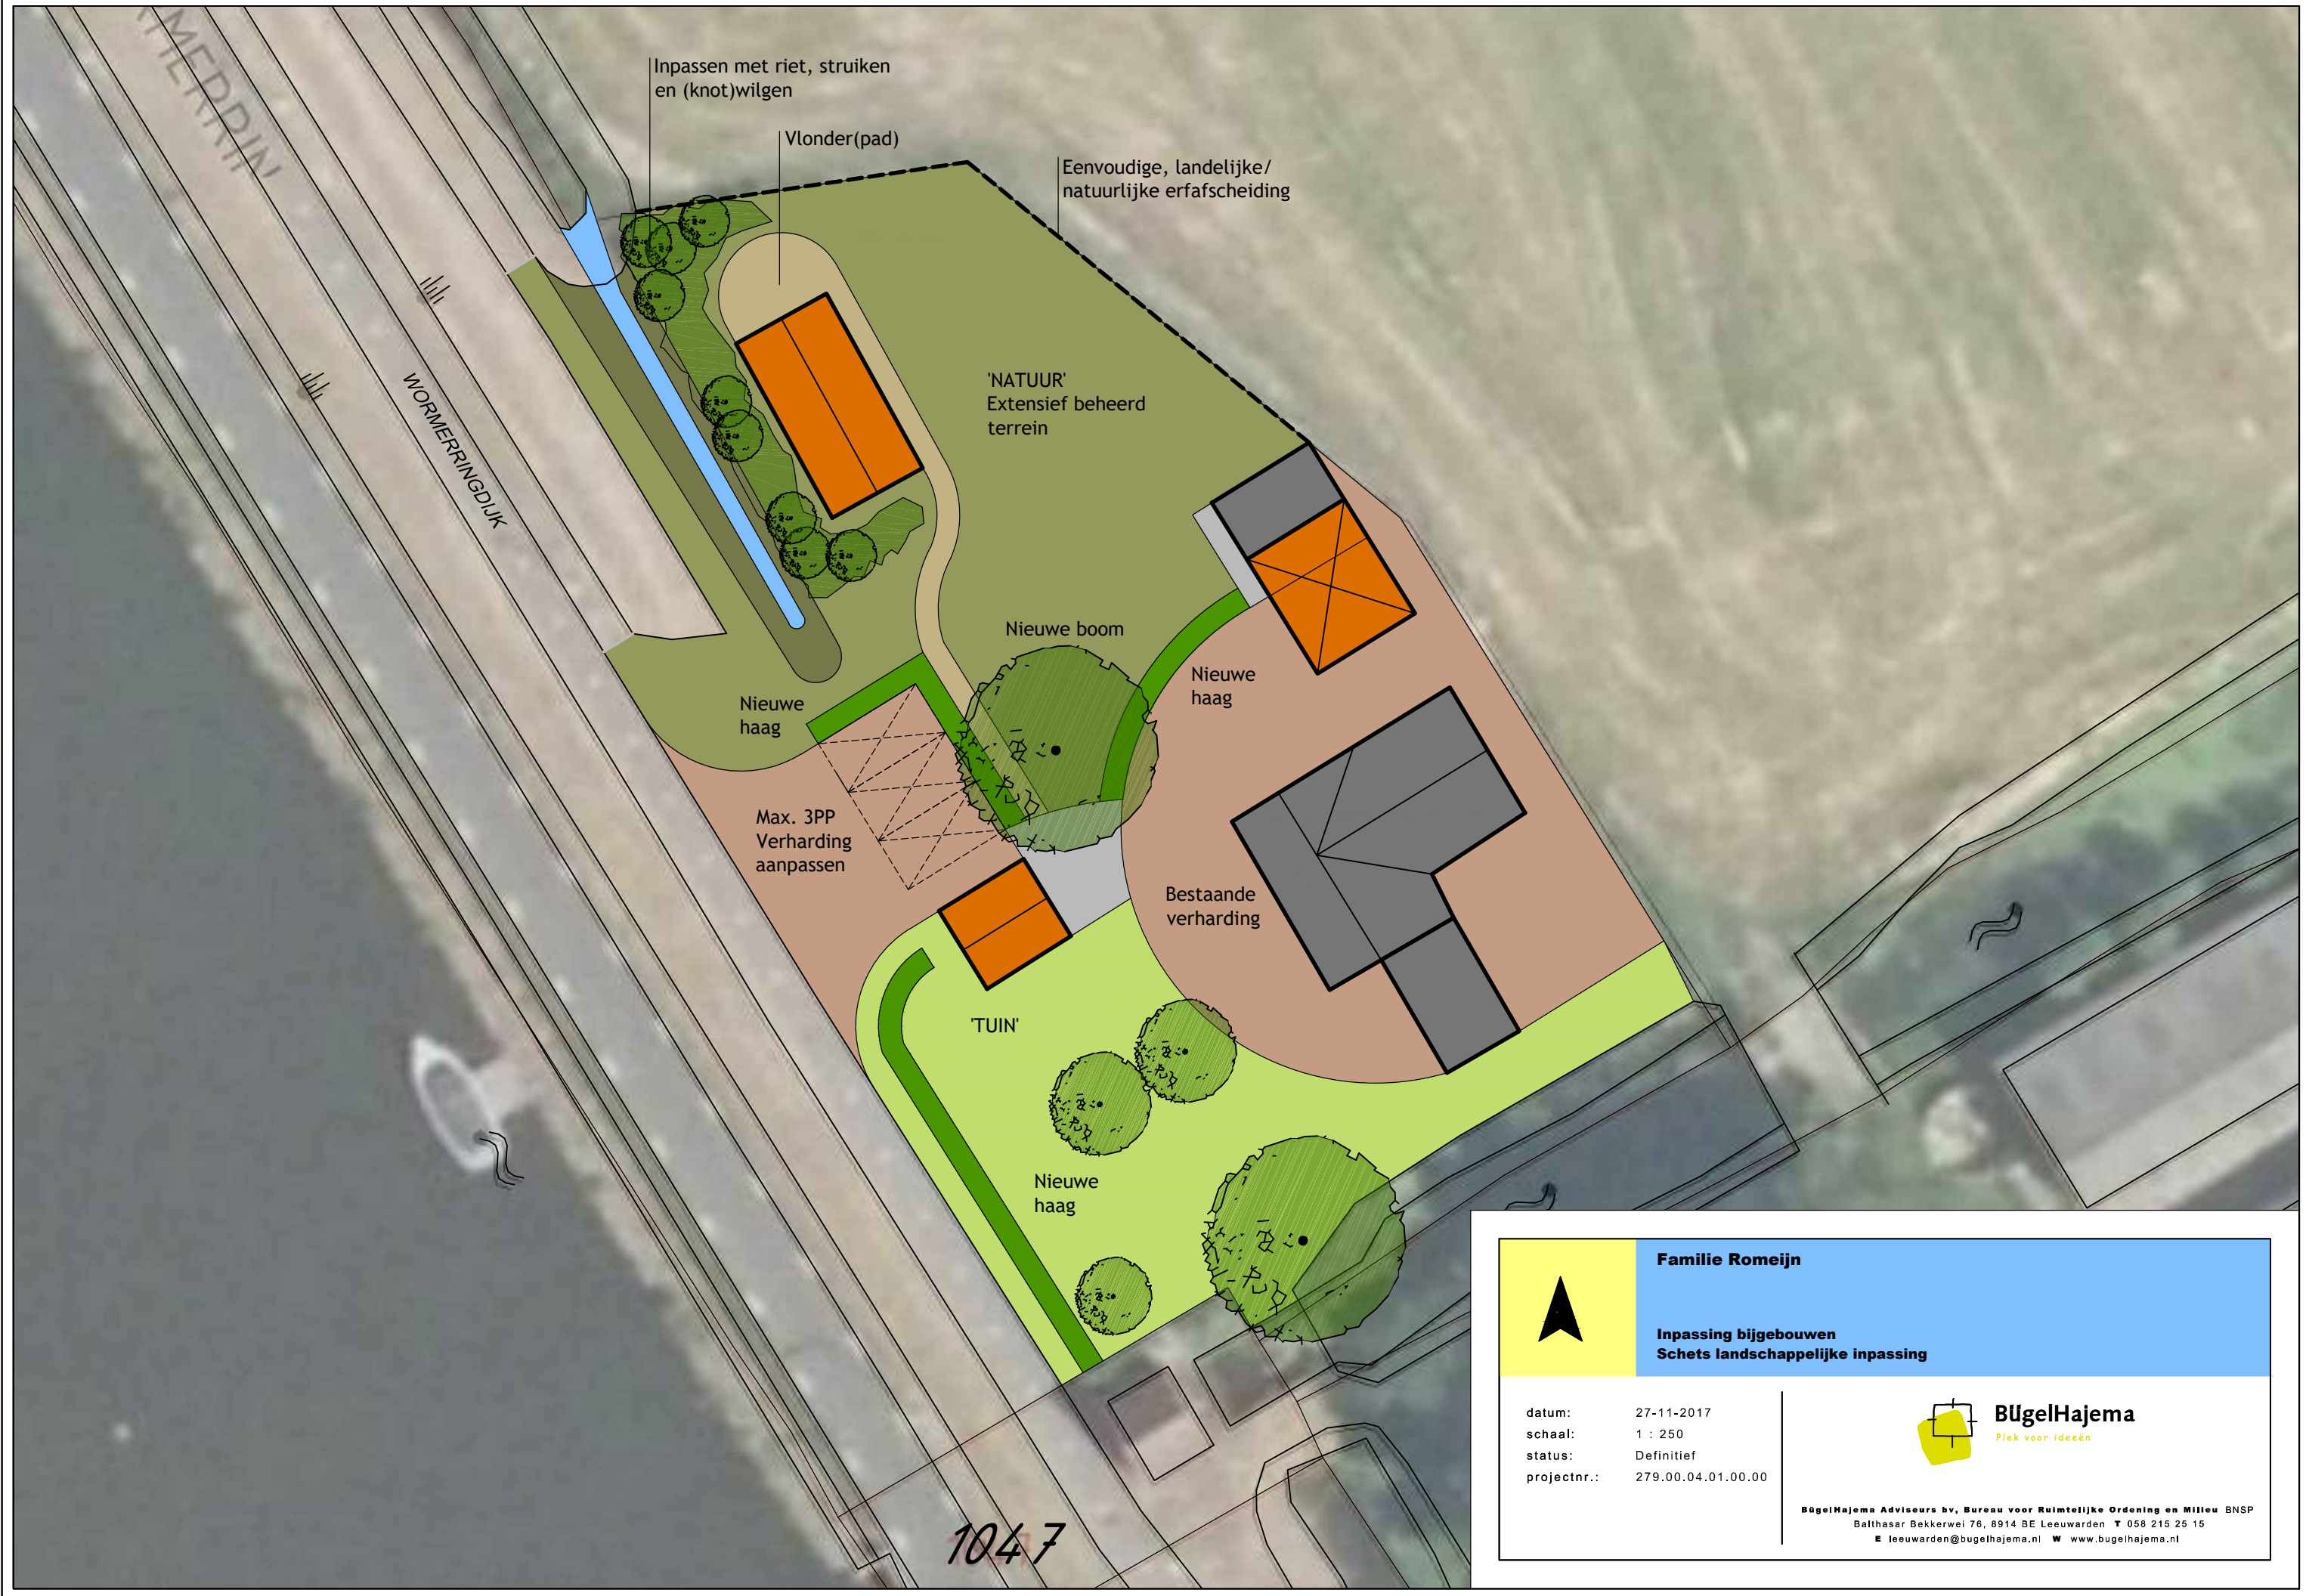 MERRIN
Inpassen met riet, struiken
en (knot)wilgen
Vlonder(pad)
Eenvoudige, landelijke/
natuurlijke erfafscheiding
WORMERRINGDIJK
'NATUUR'
Extensief beheerd
terrein
Nieuwe boom
Nieuwe
haag
Nieuwe
haag
Max. 3PP
Verharding
aanpassen
Bestaande
verharding
'TUIN'
Nieuwe
haag
1047
Familie Romeijn
Inpassing bijgebouwen
Schets landschappelijke inpassing
datum: 27-11-2017
schaal: 1 : 250
status: Definitief
projectnr.: 279.00.04.01.00.00
BügelHajema
Plek voor ideeën
BügelHajema Adviseurs bv, Bureau voor Ruimtelijke Ordening en Milieu BNSP
Balthasar Bekkerwei 76, 8914 BE Leeuwarden T 058 215 25 15
E leeuwarden@bugelhajema.nl W www.bugelhajema.nl